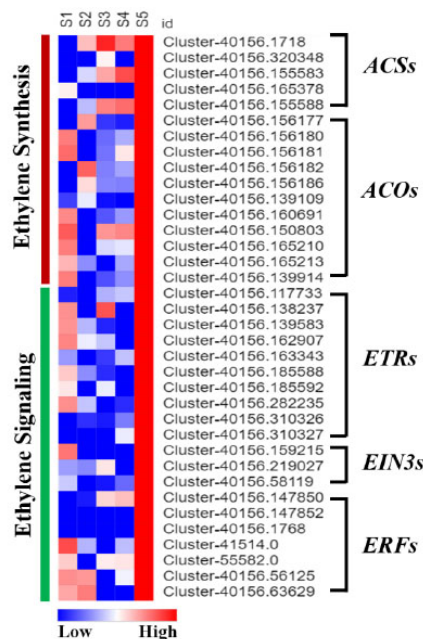 S1 S2 S3 S4 S5 id
Cluster-40156.1718
Cluster-40156.320348
Cluster-40156.155583
Cluster-40156.165378
Cluster-40156.155588
ACSs
Cluster-40156.156177
Cluster-40156.156180
Cluster-40156.156181
Cluster-40156.156182
Cluster-40156.156186
Cluster-40156.139109
Cluster-40156.160691
Cluster-40156.150803
Cluster-40156.165210
Cluster-40156.165213
Cluster-40156.139914
ACOs
Ethylene Synthesis
Cluster-40156.117733
Cluster-40156.138237
Cluster-40156.139583
Cluster-40156.162907
Cluster-40156.163343
Cluster-40156.185588
Cluster-40156.185592
Cluster-40156.282235
Cluster-40156.310326
Cluster-40156.310327
ETRs
Cluster-40156.159215
Cluster-40156.219027
Cluster-40156.58119
EIN3s
Cluster-40156.147850
Cluster-40156.147852
Cluster-40156.1768
Cluster-41514.0
Cluster-55582.0
Cluster-40156.56125
Cluster-40156.63629
ERFs
Ethylene Signaling
Low High